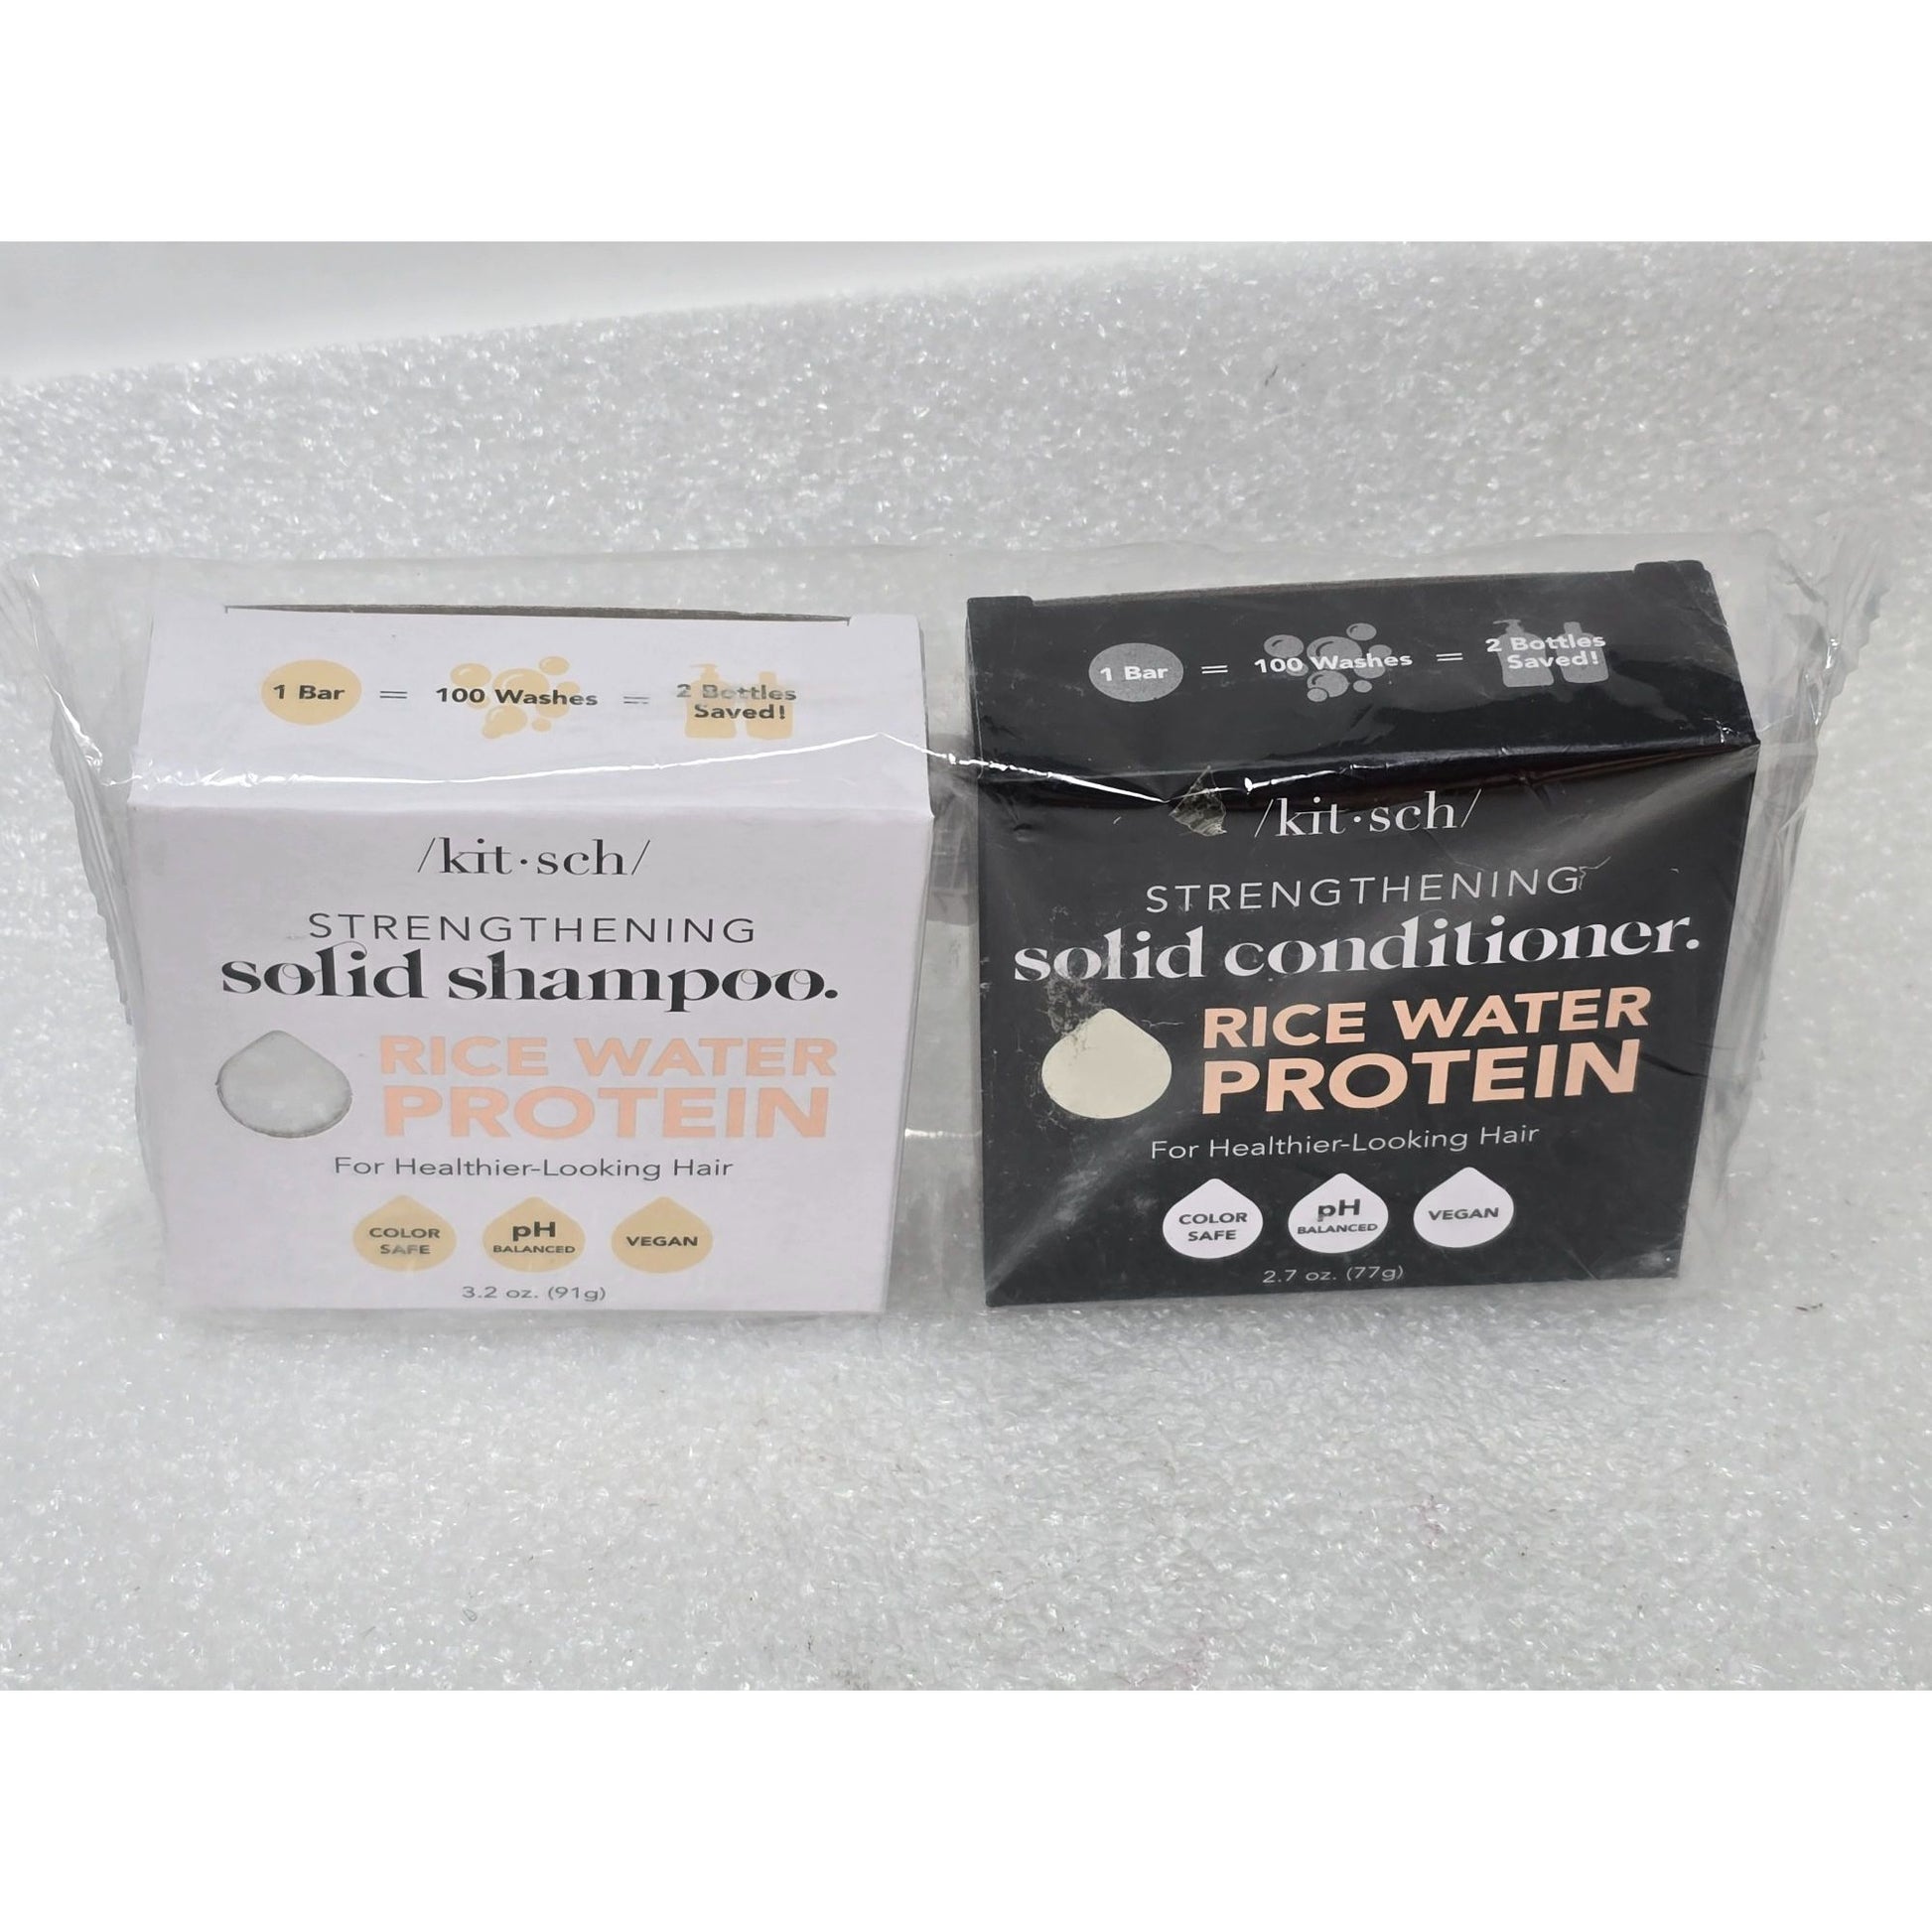 1 Bar = 100 Washes = 2 Bottles
Saved!
/kit·sch/
STRENGTHENING
solid shampoo.
RICE WATER
PROTEIN
For Healthier-Looking Hair
COLOR
SAFE
pH
BALANCED
VEGAN
3.2 oz. (91g)
1 Bar = 100 Washes = 2 Bottles
Saved!
/kit·sch/
STRENGTHENING
solid conditioner.
RICE WATER
PROTEIN
For Healthier-Looking Hair
COLOR
SAFE
pH
BALANCED
VEGAN
2.7 oz. (77g)